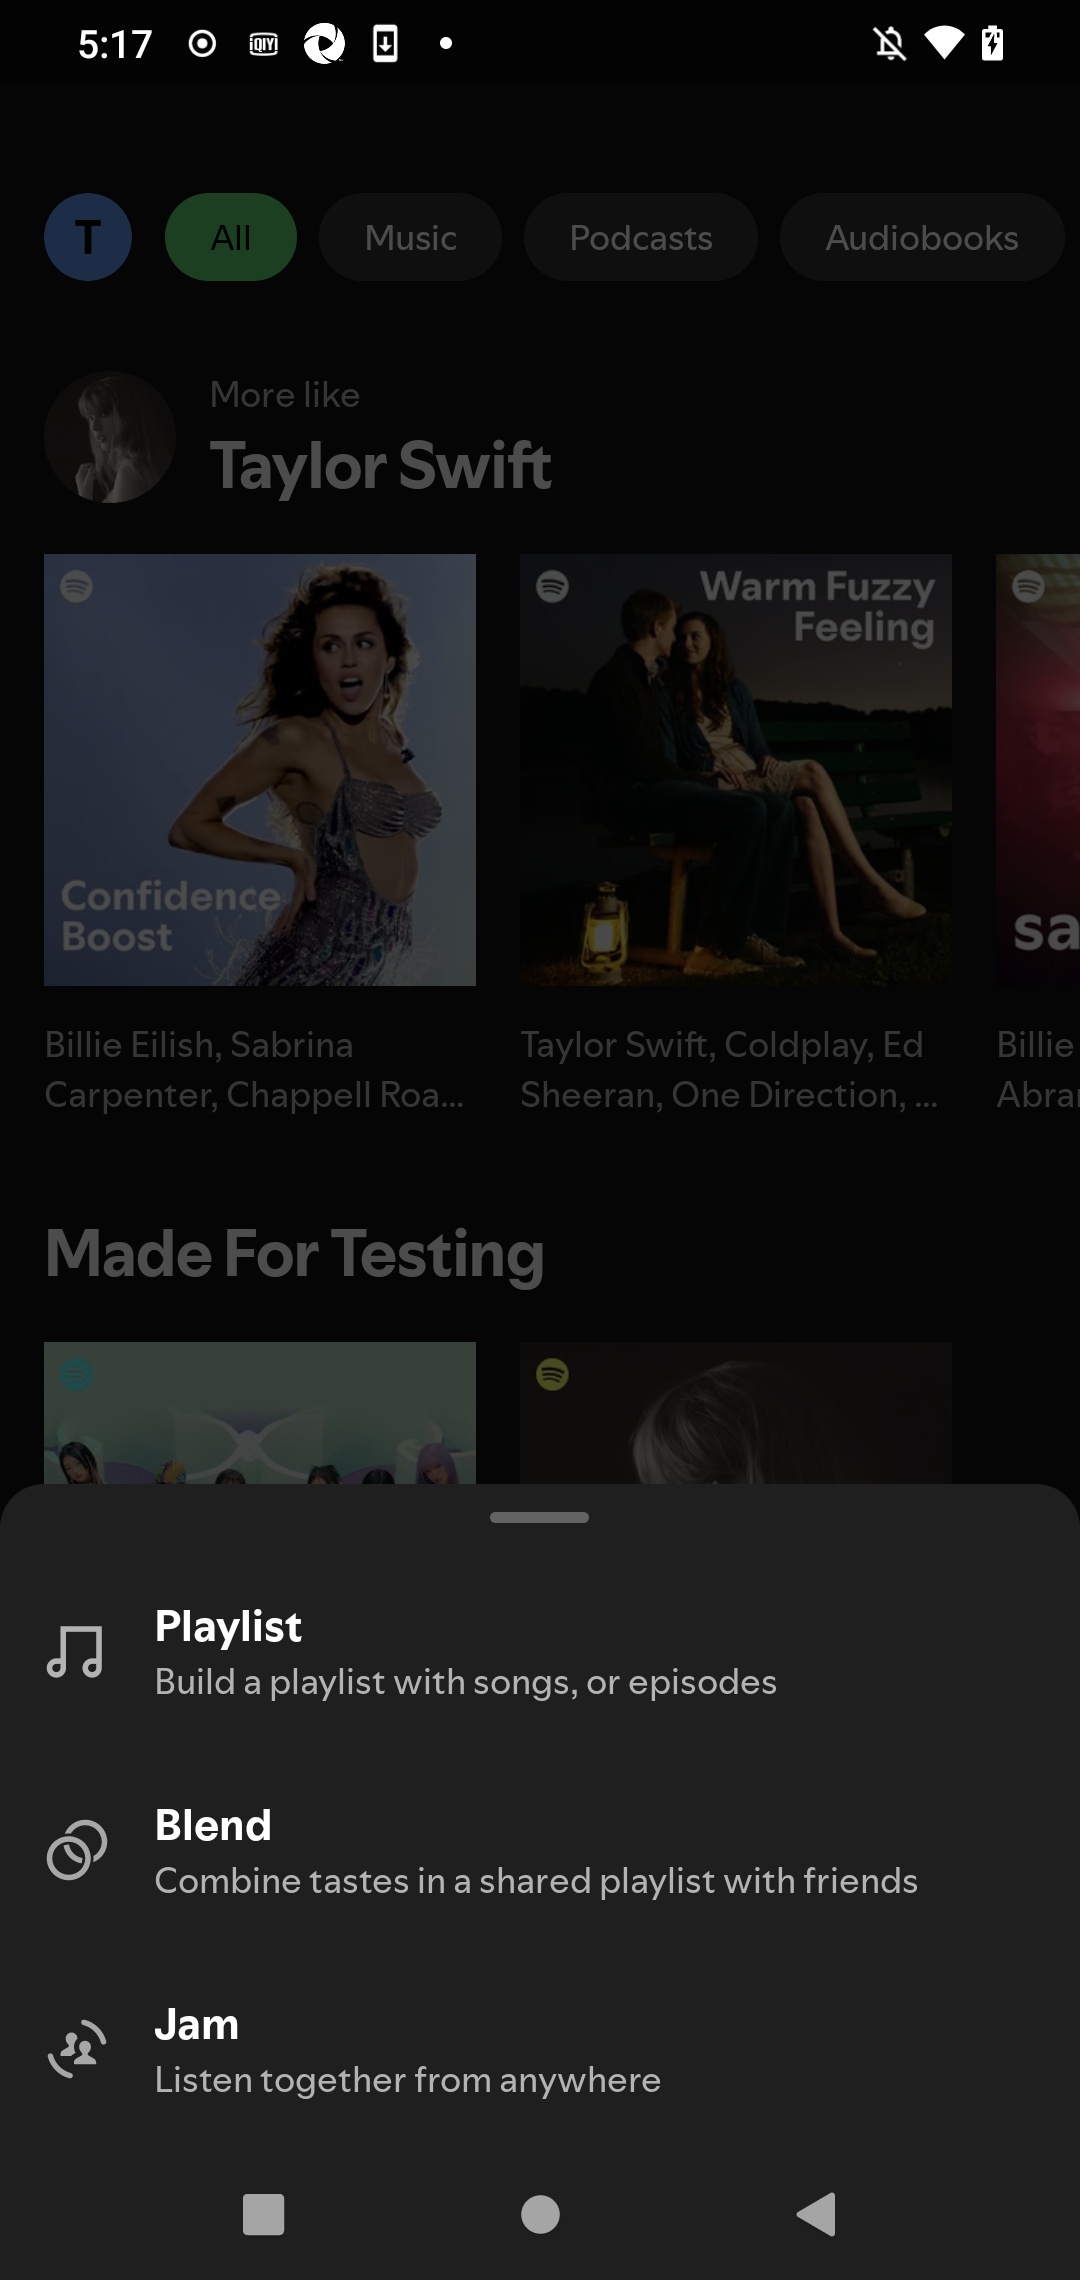 5:17
iQIYI
T
All
Music
Podcasts
Audiobooks
More like
Taylor Swift
Warm Fuzzy
Feeling
Confidence
Boost
sa
Billie Eilish, Sabrina
Carpenter, Chappell Roa...
Taylor Swift, Coldplay, Ed
Sheeran, One Direction, ...
Billie
Abra
Made For Testing
Playlist
Build a playlist with songs, or episodes
Blend
Combine tastes in a shared playlist with friends
Jam
Listen together from anywhere